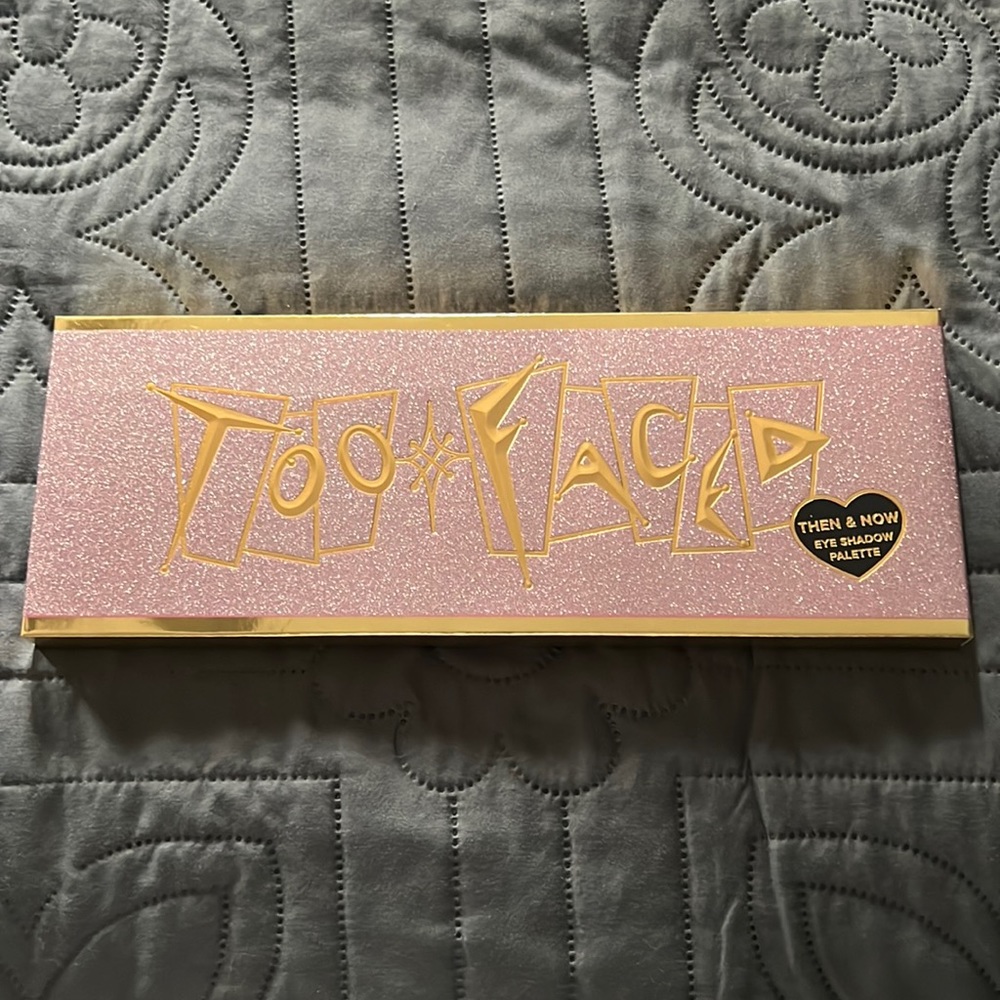 TOO FACED
THEN & NOW
EYE SHADOW
PALETTE